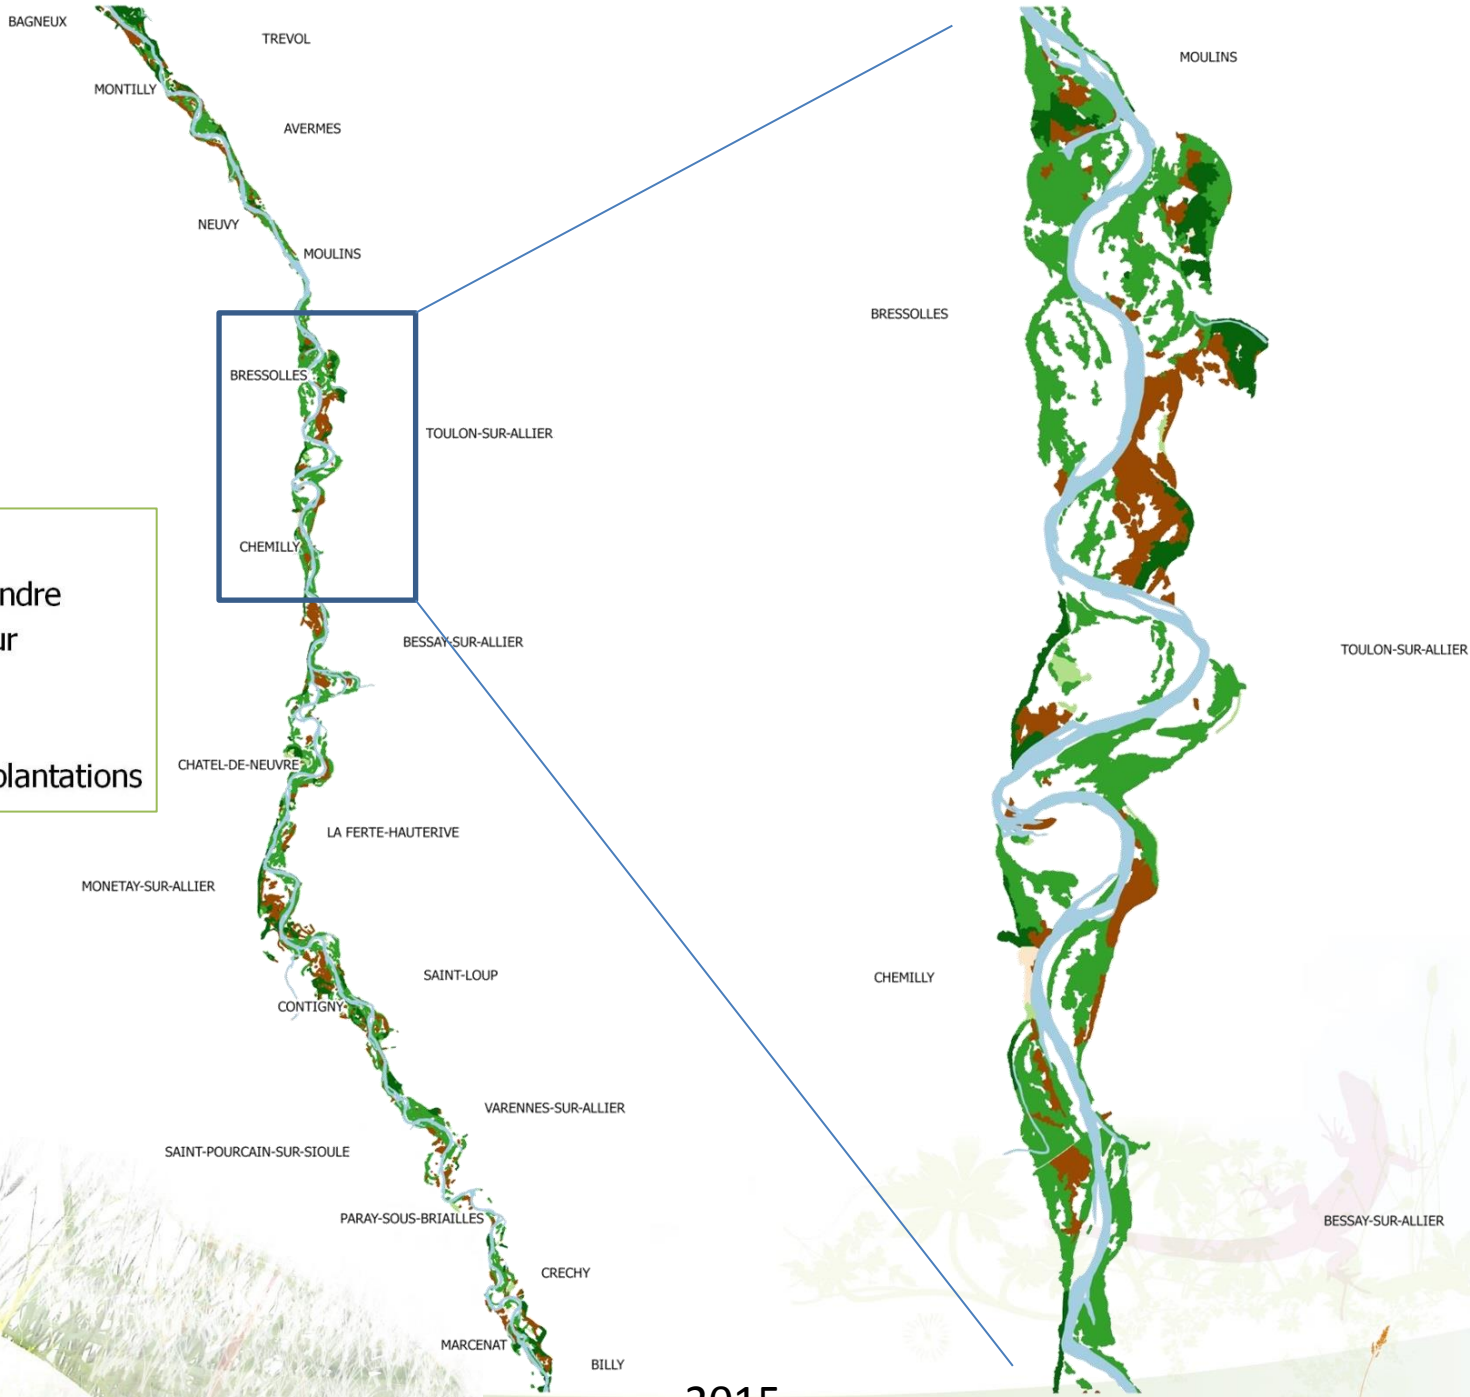 BAGNEUX
TREVOL
MONTILLY
AVERMES
NEUVY
MOULINS
BRESSOLLES
TOULON-SUR-ALLIER
CHEMILLY
BESSAY-SUR-ALLIER
CHATEL-DE-NEUVRE
LA FERTE-HAUTERIVE
MONETAY-SUR-ALLIER
SAINT-LOUP
CONTIGNY
VARENNES-SUR-ALLIER
SAINT-POURCAIN-SUR-SIOULE
PARAY-SOUS-BRIAILLES
CRECHY
MARCENAT
BILLY
ndre
ur
plantations
MOULINS
BRESSOLLES
TOULON-SUR-ALLIER
CHEMILLY
BESSAY-SUR-ALLIER
2015